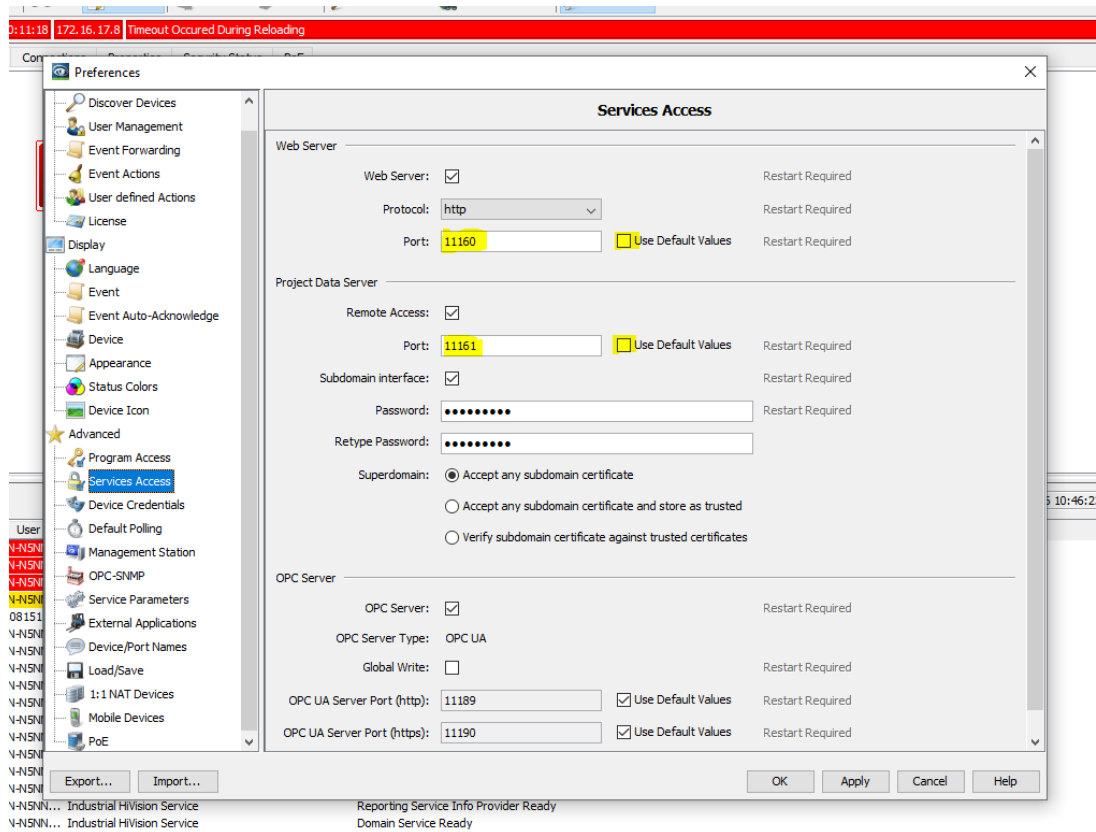 0:11:18 172.16.17.8 Timeout Occured During Reloading
Preferences
Discover Devices
User Management
Event Forwarding
Event Actions
User defined Actions
License
Display
Language
Event
Event Auto-Acknowledge
Device
Appearance
Status Colors
Device Icon
Advanced
Program Access
Services Access
Device Credentials
Default Polling
Management Station
OPC-SNMP
Service Parameters
External Applications
Device/Port Names
Load/Save
1:1 NAT Devices
Mobile Devices
PoE
Services Access
Web Server
Web Server: Restart Required
Protocol: http Restart Required
Port: 11160 Use Default Values Restart Required
Project Data Server
Remote Access:
Port: 11161 Use Default Values Restart Required
Subdomain interface: Restart Required
Password: ●●●●●●●●● Restart Required
Retype Password: ●●●●●●●●●
Superdomain: Accept any subdomain certificate
Accept any subdomain certificate and store as trusted
Verify subdomain certificate against trusted certificates
OPC Server
OPC Server: Restart Required
OPC Server Type: OPC UA
Global Write: Restart Required
OPC UA Server Port (http): 11189 Use Default Values Restart Required
OPC UA Server Port (https): 11190 Use Default Values Restart Required
Export... Import... OK Apply Cancel Help
10:46:2
User
08151
N-N5NN... Industrial HiVision Service Reporting Service Info Provider Ready
N-N5NN... Industrial HiVision Service Domain Service Ready